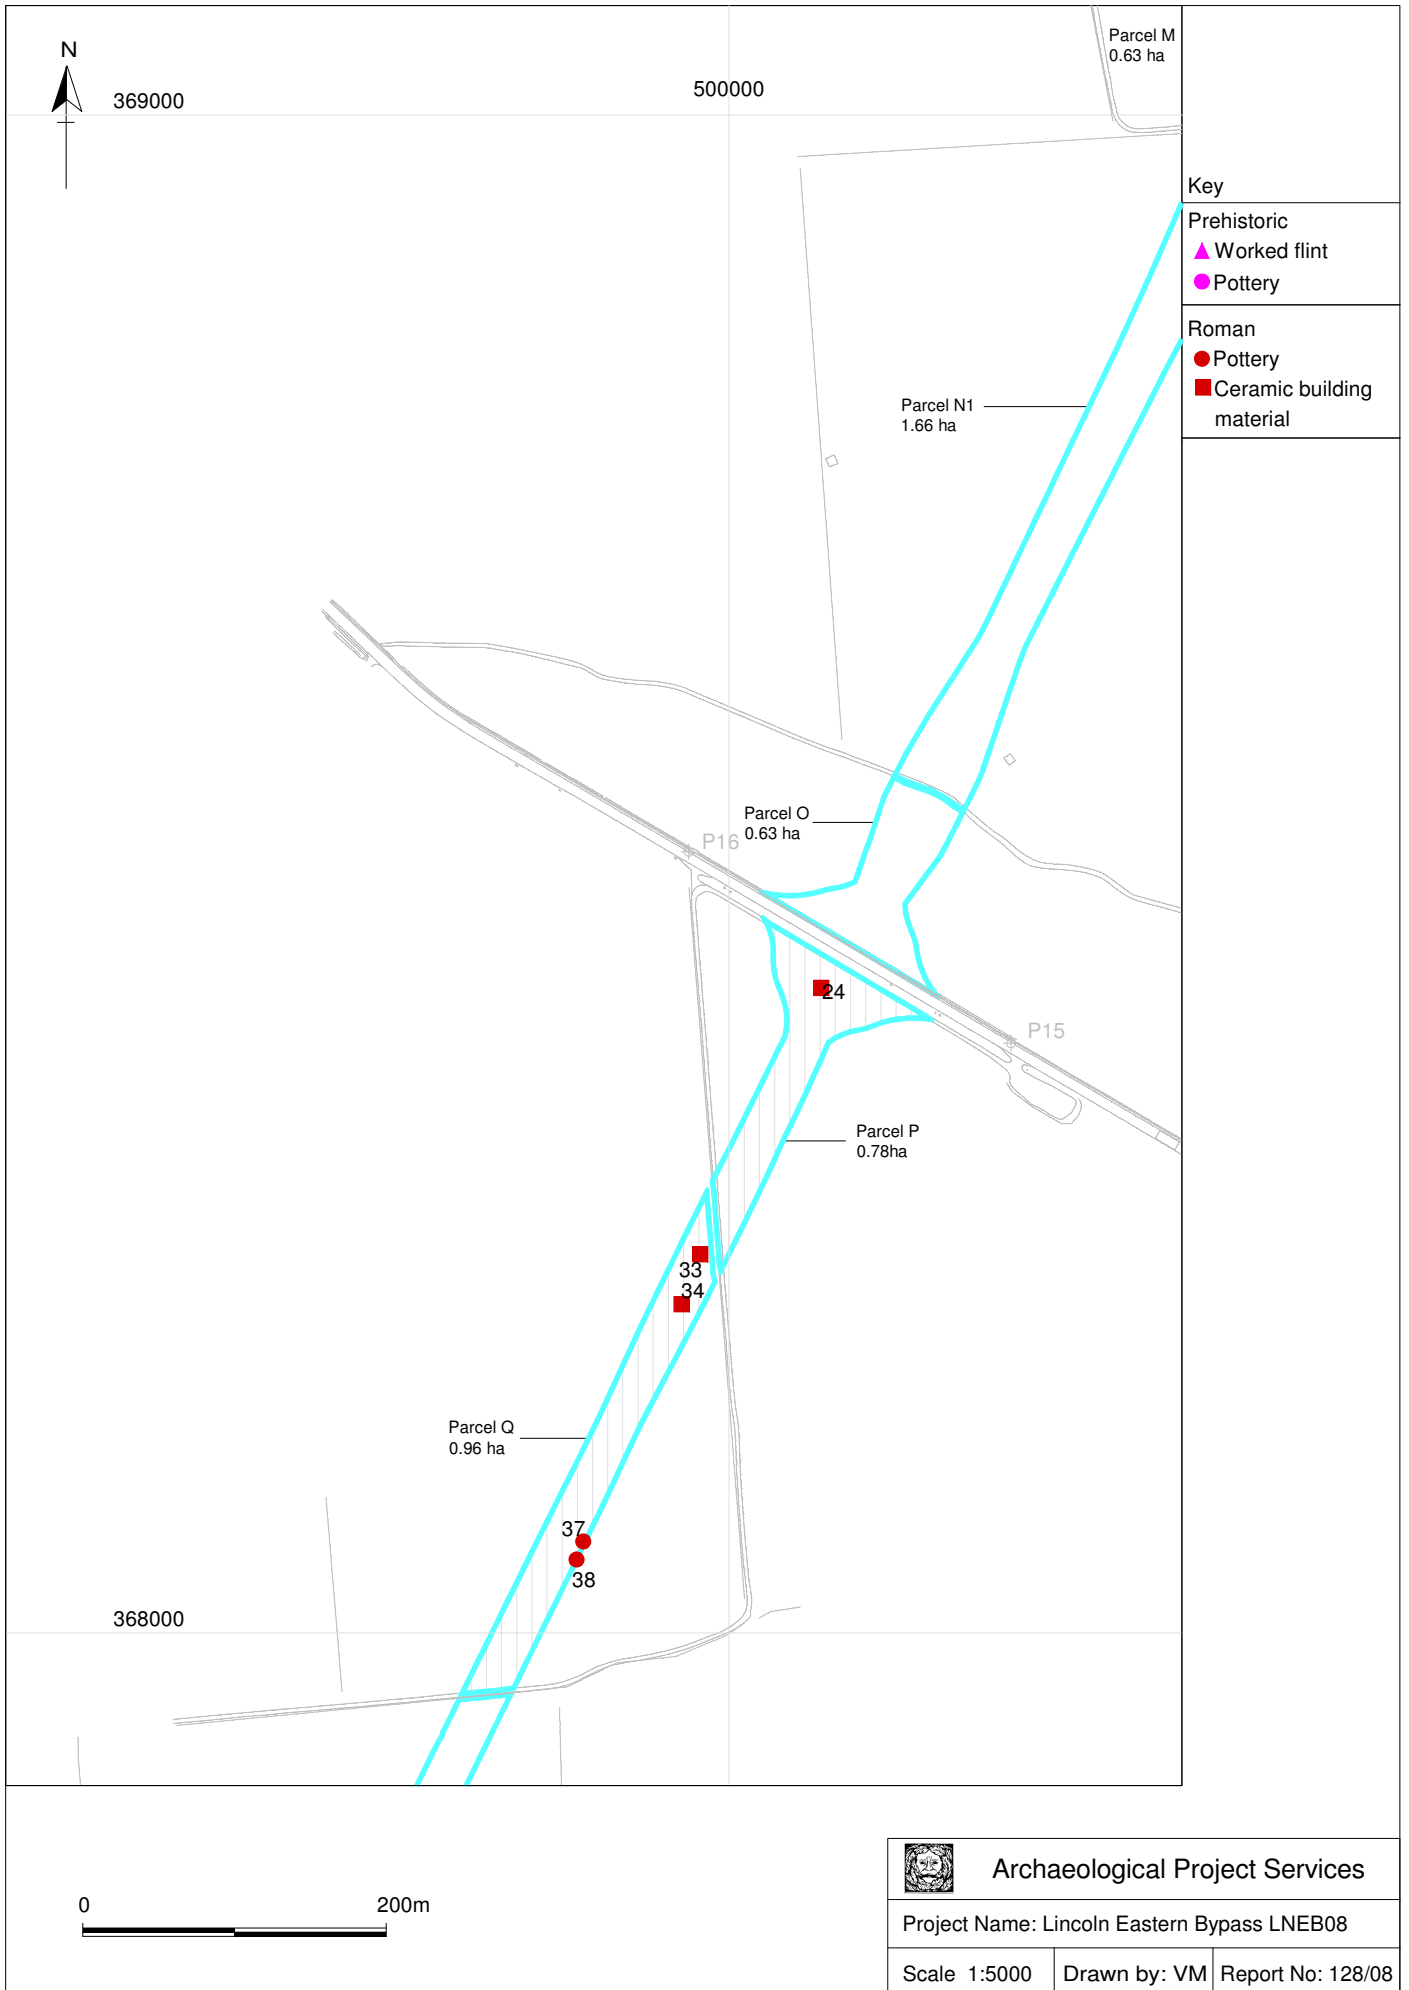 Parcel M
0.63 ha
N
369000
500000
Key
Prehistoric
Worked flint
Pottery
Roman
Pottery
Ceramic building
material
Parcel N1
1.66 ha
Parcel O
0.63 ha
P16
24
P15
Parcel P
0.78ha
33
34
Parcel Q
0.96 ha
37
38
368000
0
200m
Archaeological Project Services
Project Name: Lincoln Eastern Bypass LNEB08
Scale 1:5000
Drawn by: VM
Report No: 128/08